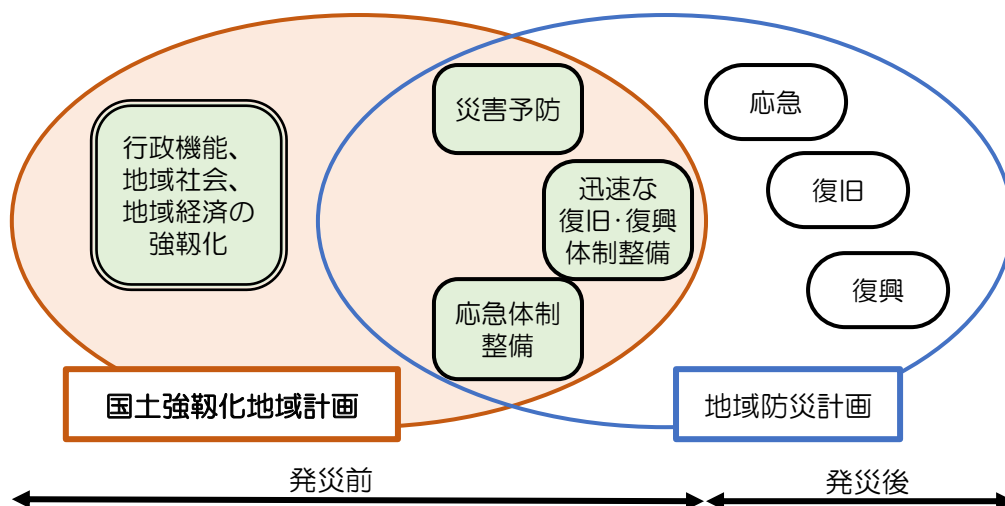 行政機能、
地域社会、
地域経済の
強靱化
災害予防
迅速な
復旧・復興
体制整備
応急体制
整備
応急
復旧
復興
国土強靱化地域計画
地域防災計画
発災前
発災後